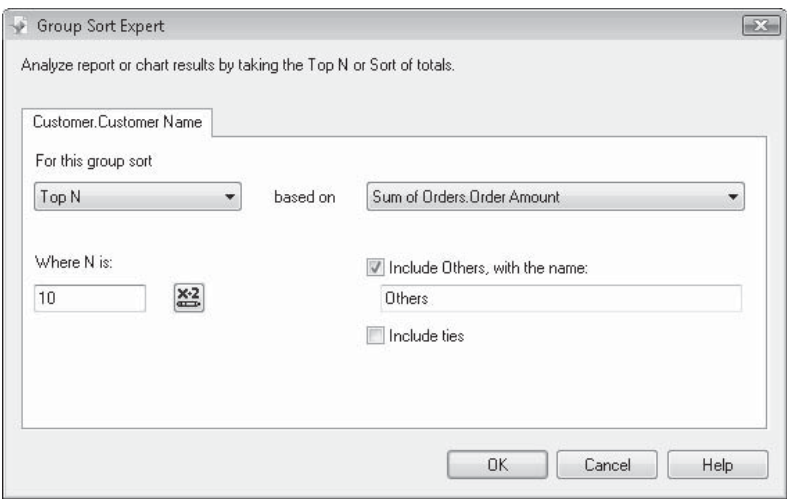 Group Sort Expert
Analyze report or chart results by taking the Top N or Sort of totals.
Customer.Customer Name
For this group sort
Top N based on Sum of Orders.Order Amount
Where N is: Include Others, with the name:
10 X·2 Others
Include ties
OK Cancel Help